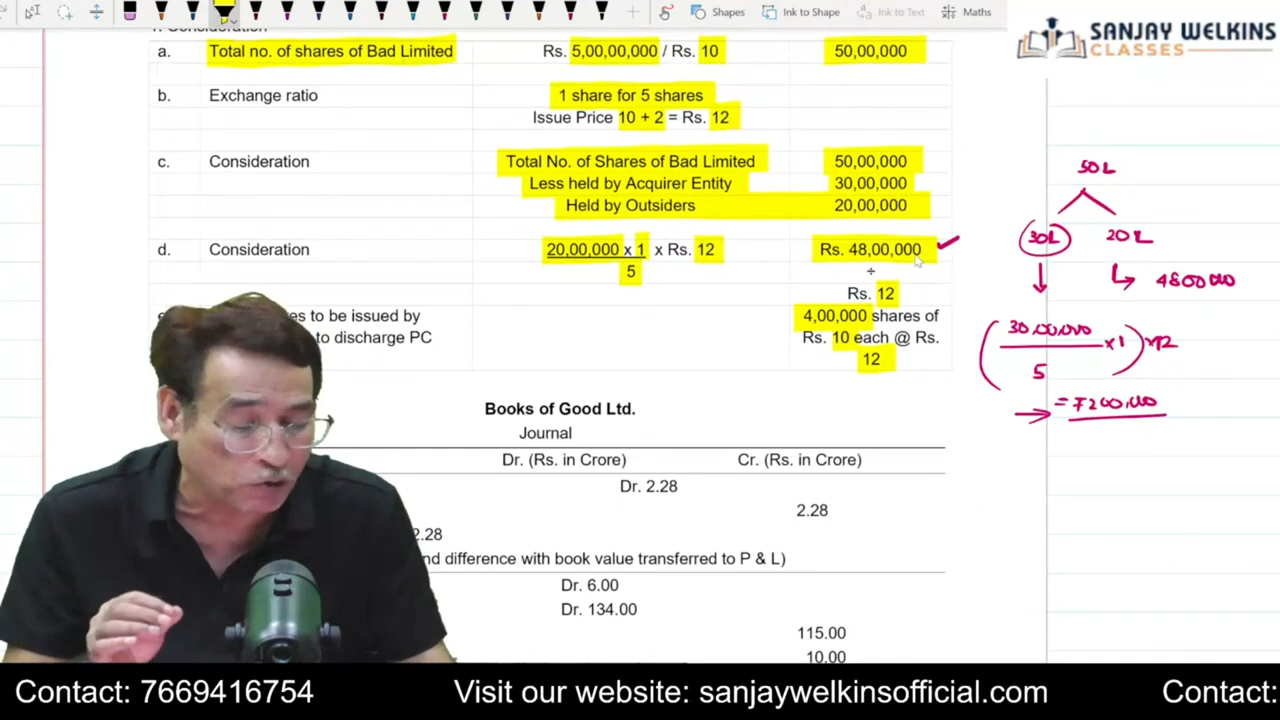 Shapes
Ink to Shape
Ink to Text
Maths
SANJAY WELKINS
CLASSES
a. Total no. of shares of Bad Limited Rs. 5,00,00,000 / Rs. 10 50,00,000
b. Exchange ratio 1 share for 5 shares
Issue Price 10 + 2 = Rs. 12
c. Consideration Total No. of Shares of Bad Limited 50,00,000
Less held by Acquirer Entity 30,00,000
Held by Outsiders 20,00,000
d. Consideration 20,00,000 x 1 x Rs. 12 Rs. 48,00,000
5 ÷
Rs. 12
to be issued by 4,00,000 shares of
to discharge PC Rs. 10 each @ Rs.
12
50L
30L 20L
4800000
(30,00,000 x 1) x 12
5
= 7200,000
Books of Good Ltd.
Journal
Dr. (Rs. in Crore) Cr. (Rs. in Crore)
Dr. 2.28
2.28
2.28
difference with book value transferred to P & L)
Dr. 6.00
Dr. 134.00
115.00
10.00
Contact: 7669416754 Visit our website: sanjaywelkinsofficial.com Contact: